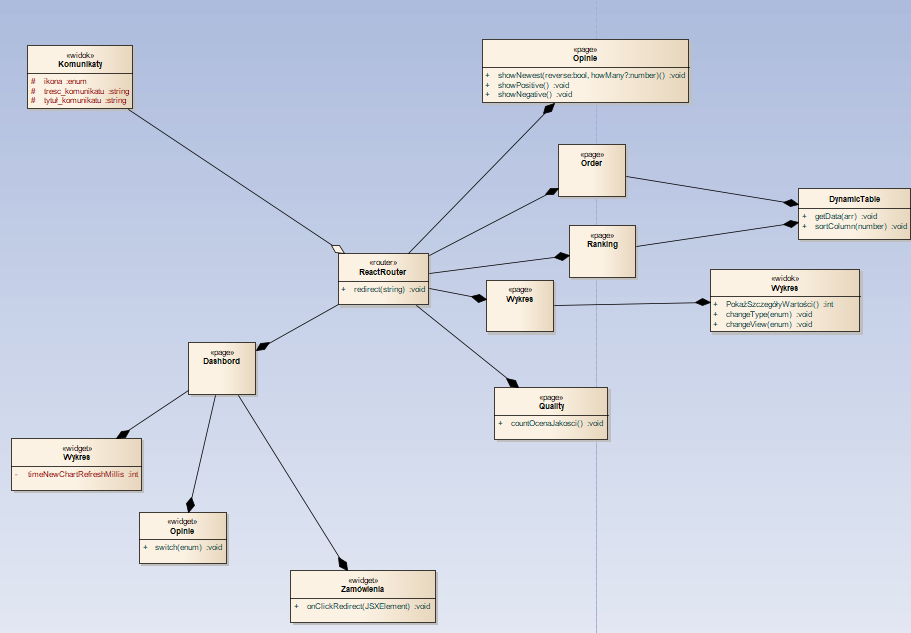 «widok»
Komunikaty
# ikona :enum
# tresc_komunikatu :string
# tytuł_komunikatu :string
«page»
Opinie
+ showNewest(reverse:bool, howMany?:number)() :void
+ showPositive() :void
+ showNegative() :void
«page»
Order
DynamicTable
+ getData(arr) :void
+ sortColumn(number) :void
«page»
Ranking
«router»
ReactRouter
+ redirect(string) :void
«page»
Wykres
«widok»
Wykres
+ PokażSzczegółyWartości() :int
+ changeType(enum) :void
+ changeView(enum) :void
«page»
Dashbord
«page»
Quality
+ countOcenaJakosci() :void
«widget»
Wykres
- timeNewChartRefreshMillis :int
«widget»
Opinie
+ switch(enum) :void
«widget»
Zamówienia
+ onClickRedirect(JSXElement) :void